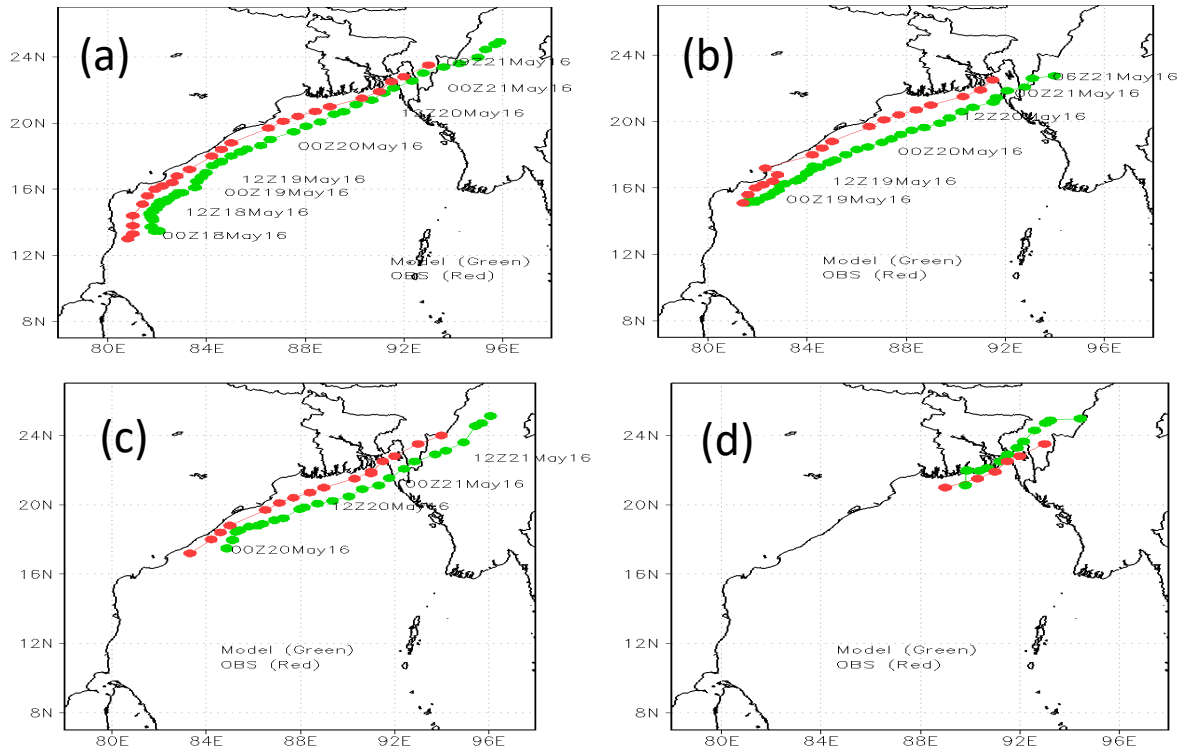 (a)
24N
20N
16N
12N
8N
09Z21May16
00Z21May16
12Z20May16
00Z20May16
12Z19May16
00Z19May16
12Z18May16
00Z18May16
Model (Green)
OBS (Red)
80E 84E 88E 92E 96E
(b)
24N
20N
16N
12N
8N
06Z21May16
00Z21May16
12Z20May16
00Z20May16
12Z19May16
00Z19May16
Model (Green)
OBS (Red)
80E 84E 88E 92E 96E
(c)
24N
20N
16N
12N
8N
12Z21May16
00Z21May16
12Z20May16
00Z20May16
Model (Green)
OBS (Red)
80E 84E 88E 92E 96E
(d)
24N
20N
16N
12N
8N
Model (Green)
OBS (Red)
80E 84E 88E 92E 96E